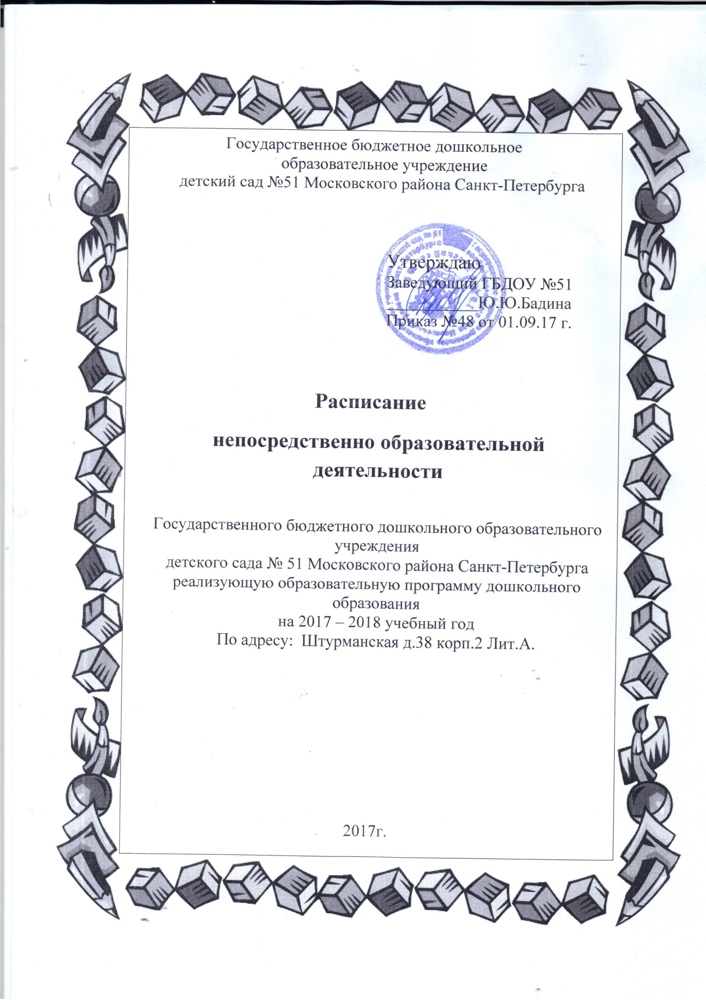 Государственное бюджетное дошкольное
образовательное учреждение
детский сад №51 Московского района Санкт-Петербурга
Утверждаю
Заведующий ГБДОУ №51
____________Ю.Ю.Бадина
Приказ №48 от 01.09.17 г.
Расписание
непосредственно образовательной
деятельности
Государственного бюджетного дошкольного образовательного
учреждения
детского сада № 51 Московского района Санкт-Петербурга
реализующую образовательную программу дошкольного
образования
на 2017 – 2018 учебный год
По адресу: Штурманская д.38 корп.2 Лит.А.
2017г.